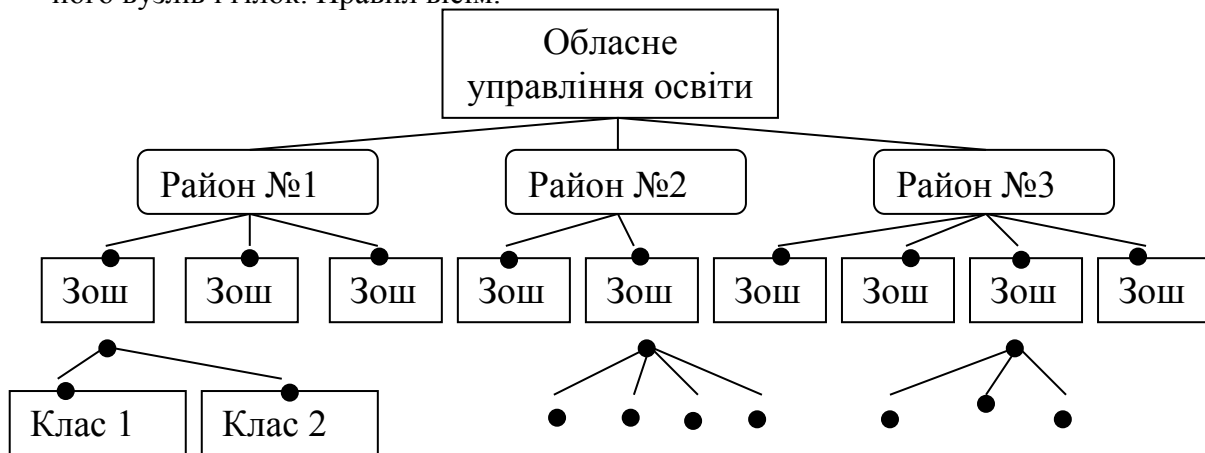 Обласне
управління освіти
Район №1 Район №2 Район №3
Зош Зош Зош Зош Зош Зош Зош Зош Зош
Клас 1 Клас 2